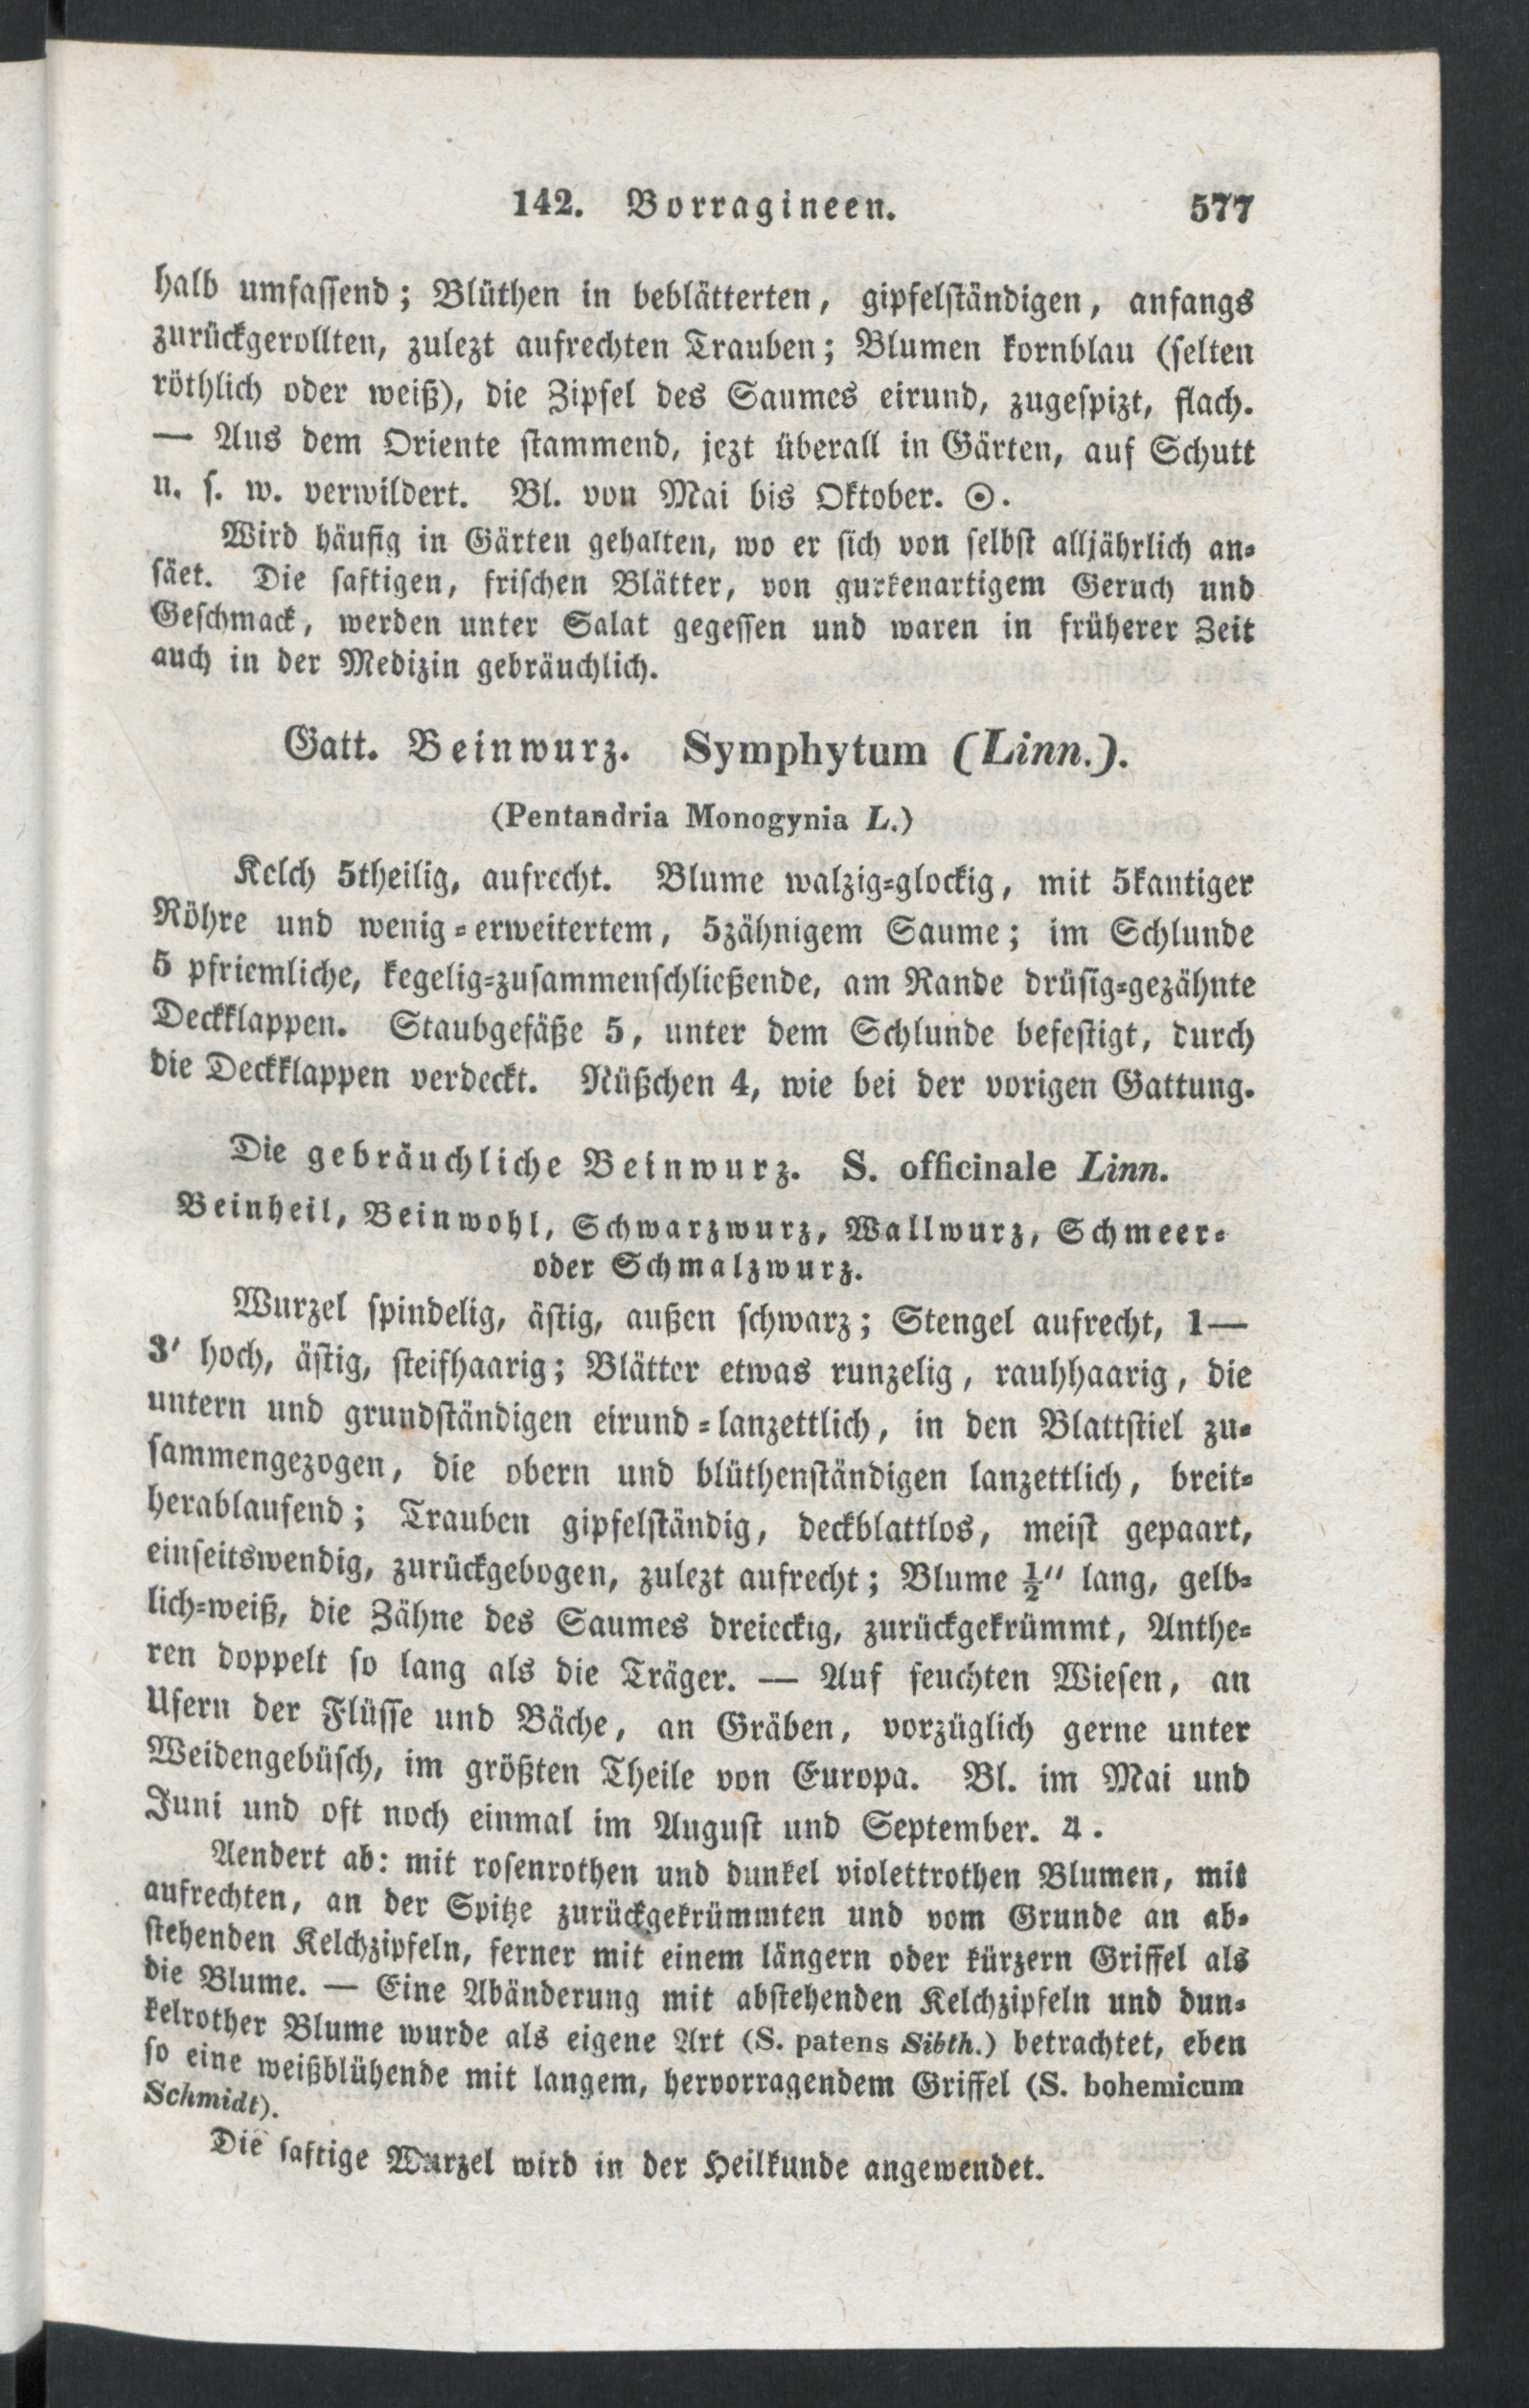 142. Borragineen. 577
halb umfassend; Blüthen in beblätterten, gipfelständigen, anfangs
zurückgerollten, zulezt aufrechten Trauben; Blumen kornblau (selten
röthlich oder weiß), die Zipfel des Saumes eirund, zugespizt, flach.
— Aus dem Oriente stammend, jezt überall in Gärten, auf Schutt
u. s. w. verwildert. Bl. von Mai bis Oktober. ☉.
Wird häufig in Gärten gehalten, wo er sich von selbst alljährlich an-
säet. Die saftigen, frischen Blätter, von gurkenartigem Geruch und
Geschmack, werden unter Salat gegessen und waren in früherer Zeit
auch in der Medizin gebräuchlich.
Gatt. Beinwurz. Symphytum (Linn.).
(Pentandria Monogynia L.)
Kelch 5theilig, aufrecht. Blume walzig-glockig, mit 5kantiger
Röhre und wenig-erweitertem, 5zähnigem Saume; im Schlunde
5 pfriemliche, kegelig-zusammenschließende, am Rande drüsig-gezähnte
Deckklappen. Staubgefäße 5, unter dem Schlunde befestigt, durch
die Deckklappen verdeckt. Nüßchen 4, wie bei der vorigen Gattung.
Die gebräuchliche Beinwurz. S. officinale Linn.
Beinheil, Beinwohl, Schwarzwurz, Wallwurz, Schmeer-
oder Schmalzwurz.
Wurzel spindelig, ästig, außen schwarz; Stengel aufrecht, 1—
3' hoch, ästig, steifhaarig; Blätter etwas runzelig, rauhhaarig, die
untern und grundständigen eirund-lanzettlich, in den Blattstiel zu-
sammengezogen, die obern und blüthenständigen lanzettlich, breit-
herablaufend; Trauben gipfelständig, deckblattlos, meist gepaart,
einseitswendig, zurückgebogen, zulezt aufrecht; Blume ½'' lang, gelb-
lich-weiß, die Zähne des Saumes dreieckig, zurückgekrümmt, Anthe-
ren doppelt so lang als die Träger. — Auf feuchten Wiesen, an
Ufern der Flüsse und Bäche, an Gräben, vorzüglich gerne unter
Weidengebüsch, im größten Theile von Europa. Bl. im Mai und
Juni und oft noch einmal im August und September. ♃.
Aendert ab: mit rosenrothen und dunkel violettrothen Blumen, mit
aufrechten, an der Spitze zurückgekrümmten und vom Grunde an ab-
stehenden Kelchzipfeln, ferner mit einem längern oder kürzern Griffel als
die Blume. — Eine Abänderung mit abstehenden Kelchzipfeln und dun-
kelrother Blume wurde als eigene Art (S. patens Sibth.) betrachtet, eben
so eine weißblühende mit langem, hervorragendem Griffel (S. bohemicum
Schmidt).
Die saftige Wurzel wird in der Heilkunde angewendet.